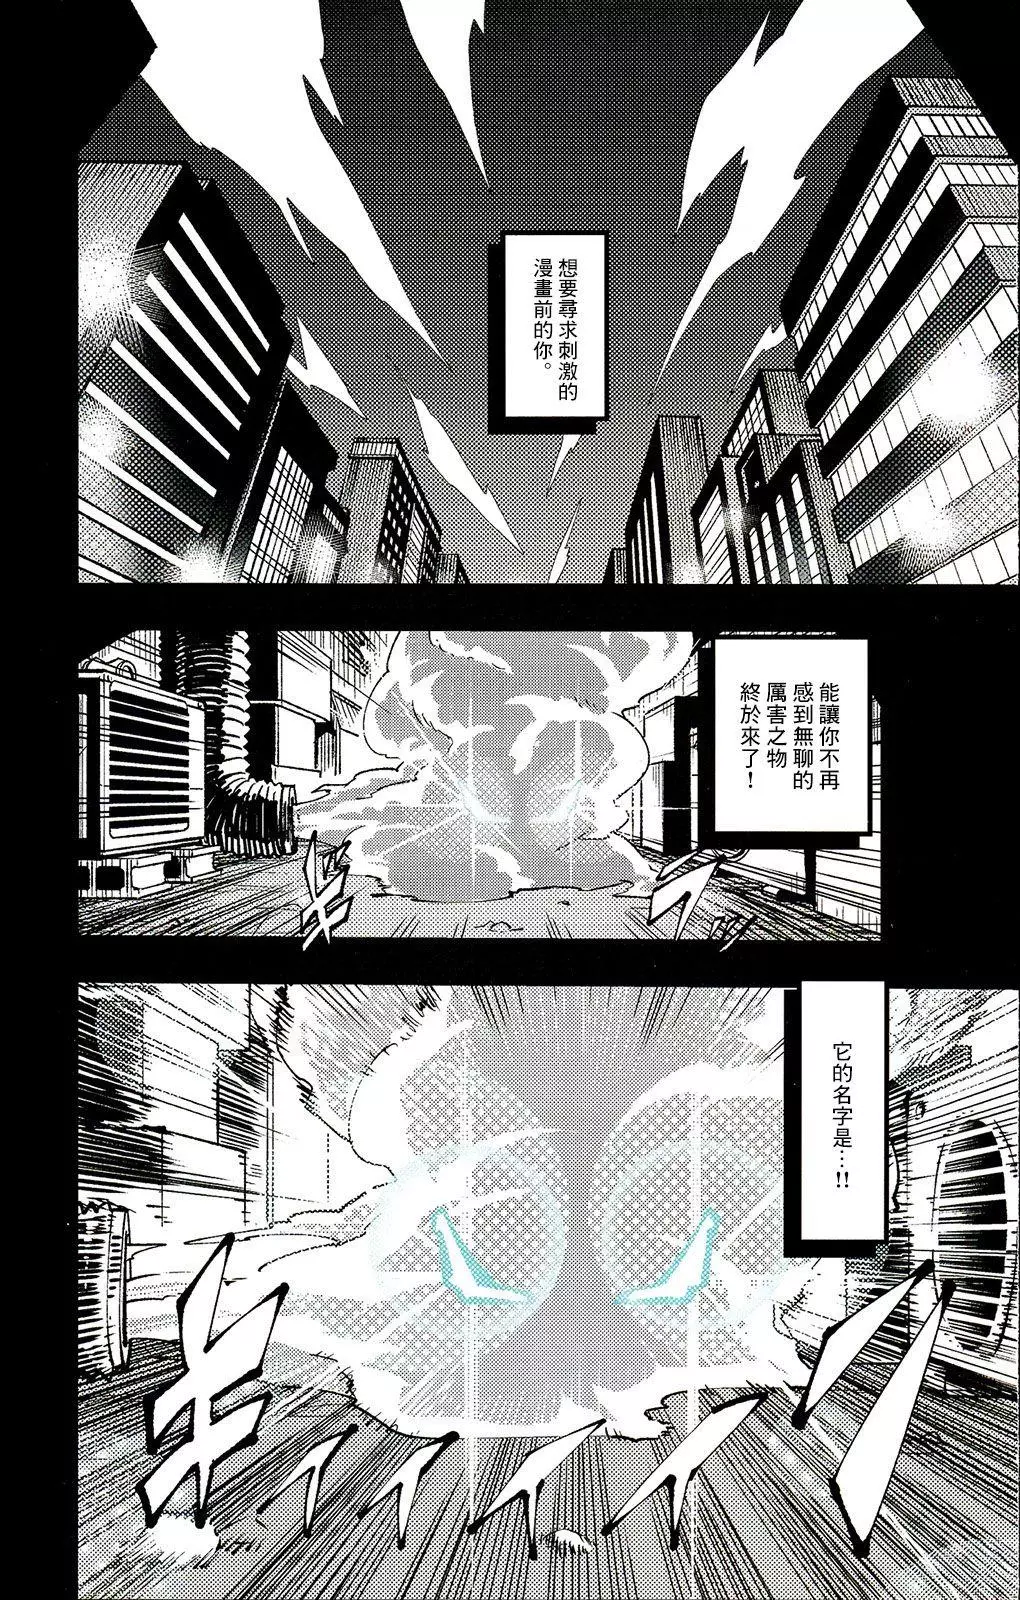 想要尋求刺激的
漫畫前的你。
能讓你不再
感到無聊的
厲害之物
終於來了！
它的名字是…!!